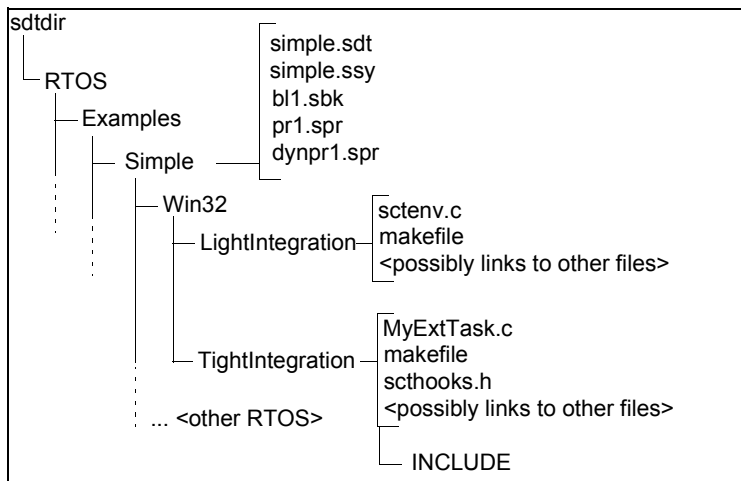 sdtdir
simple.sdt
simple.ssy
bl1.sbk
pr1.spr
dynpr1.spr
RTOS
Examples
Simple
Win32
LightIntegration
sctenv.c
makefile
<possibly links to other files>
TightIntegration
MyExtTask.c
makefile
scthooks.h
<possibly links to other files>
... <other RTOS>
INCLUDE